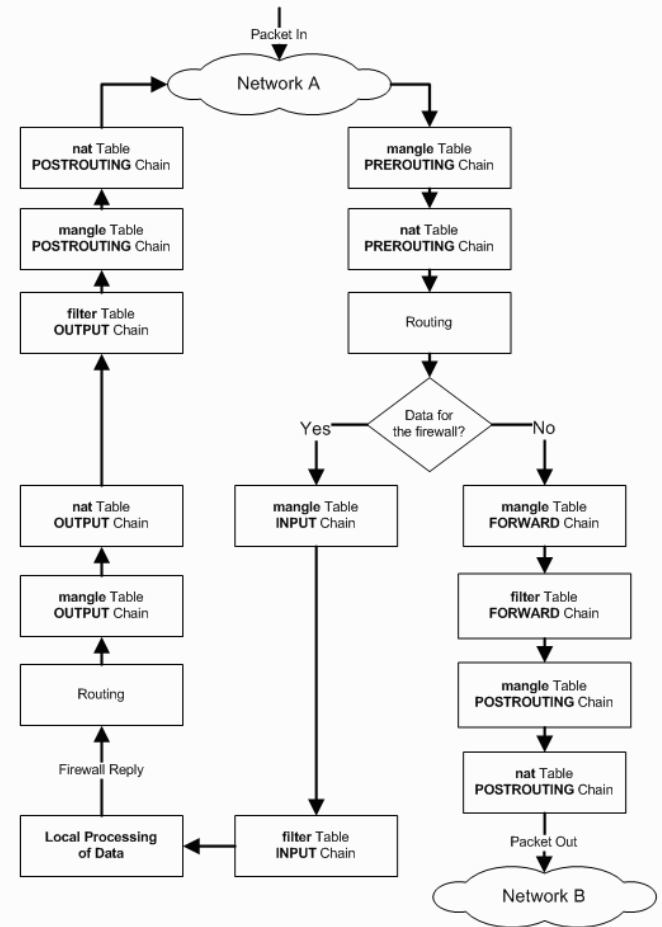 Packet In
Network A
nat Table
POSTROUTING Chain
mangle Table
POSTROUTING Chain
filter Table
OUTPUT Chain
nat Table
OUTPUT Chain
mangle Table
OUTPUT Chain
Routing
Firewall Reply
Local Processing
of Data
mangle Table
PREROUTING Chain
nat Table
PREROUTING Chain
Routing
Data for
the firewall?
Yes
No
mangle Table
INPUT Chain
filter Table
INPUT Chain
mangle Table
FORWARD Chain
filter Table
FORWARD Chain
mangle Table
POSTROUTING Chain
nat Table
POSTROUTING Chain
Packet Out
Network B